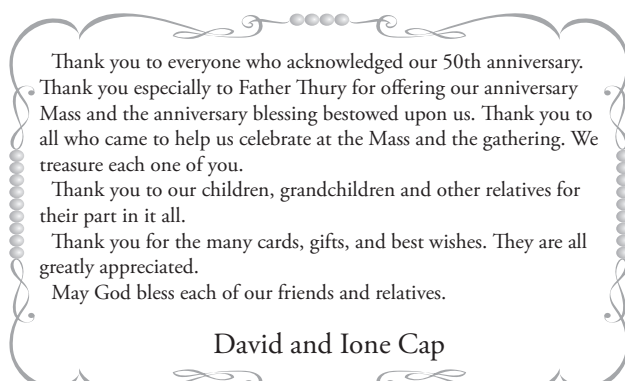 Thank you to everyone who acknowledged our 50th anniversary.
Thank you especially to Father Thury for offering our anniversary
Mass and the anniversary blessing bestowed upon us. Thank you to
all who came to help us celebrate at the Mass and the gathering. We
treasure each one of you.
Thank you to our children, grandchildren and other relatives for
their part in it all.
Thank you for the many cards, gifts, and best wishes. They are all
greatly appreciated.
May God bless each of our friends and relatives.
David and Ione Cap